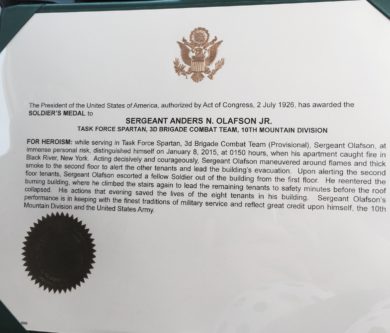 The President of the United States of America, authorized by Act of Congress, 2 July 1926, has awarded the
SOLDIER'S MEDAL to
SERGEANT ANDERS N. OLAFSON JR.
TASK FORCE SPARTAN, 3D BRIGADE COMBAT TEAM, 10TH MOUNTAIN DIVISION
FOR HEROISM: while serving in Task Force Spartan, 3d Brigade Combat Team (Provisional), Sergeant Olafson, at
immense personal risk, distinguished himself on January 8, 2015, at 0150 hours, when his apartment caught fire in
Black River, New York. Acting decisively and courageously, Sergeant Olafson maneuvered around flames and thick
smoke to the second floor to alert the other tenants and lead the building's evacuation. Upon alerting the second
floor tenants, Sergeant Olafson escorted a fellow Soldier out of the building from the first floor. He reentered the
burning building, where he climbed the stairs again to lead the remaining tenants to safety minutes before the roof
collapsed. His actions that evening saved the lives of the eight tenants in his building. Sergeant Olafson's
performance is in keeping with the finest traditions of military service and reflect great credit upon himself, the 10th
Mountain Division and the United States Army.